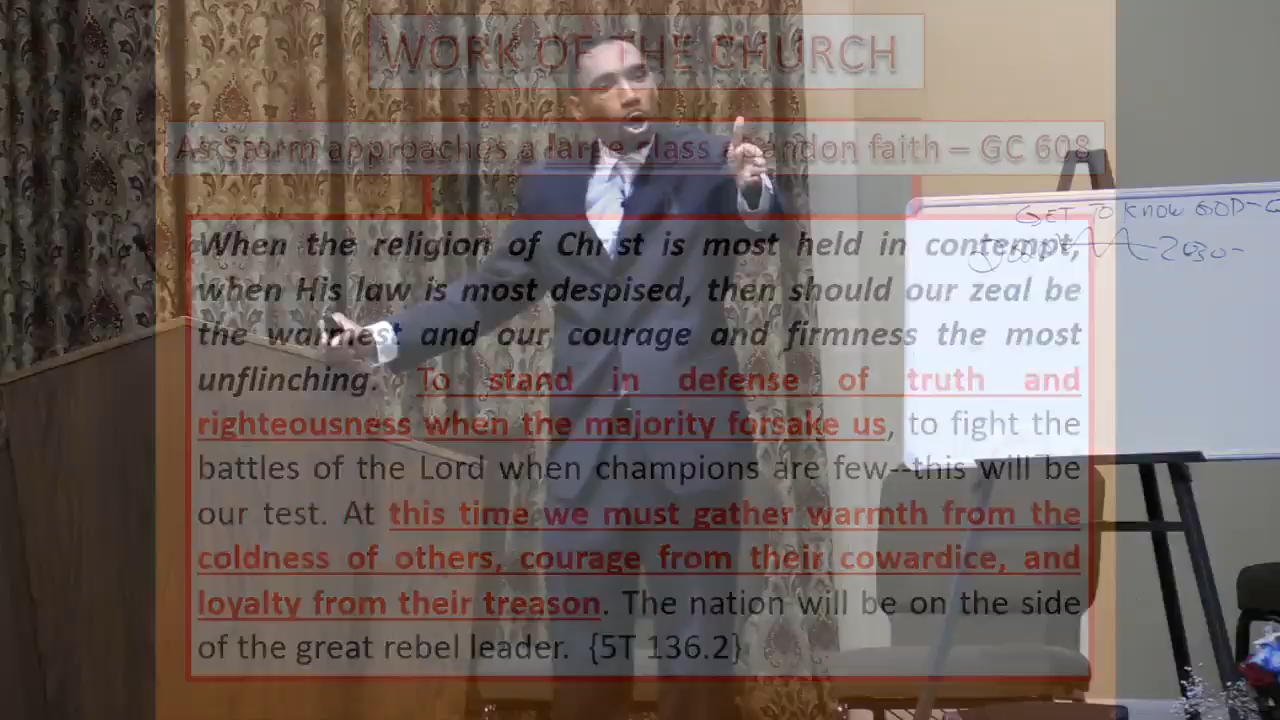 WORK OF THE CHURCH
As Storm approaches a large class abandon faith – GC 608
When the religion of Christ is most held in contempt,
when His law is most despised, then should our zeal be
the warmest and our courage and firmness the most
unflinching. To stand in defense of truth and
righteousness when the majority forsake us, to fight the
battles of the Lord when champions are few--this will be
our test. At this time we must gather warmth from the
coldness of others, courage from their cowardice, and
loyalty from their treason. The nation will be on the side
of the great rebel leader. {5T 136.2}
GET TO KNOW GOD-